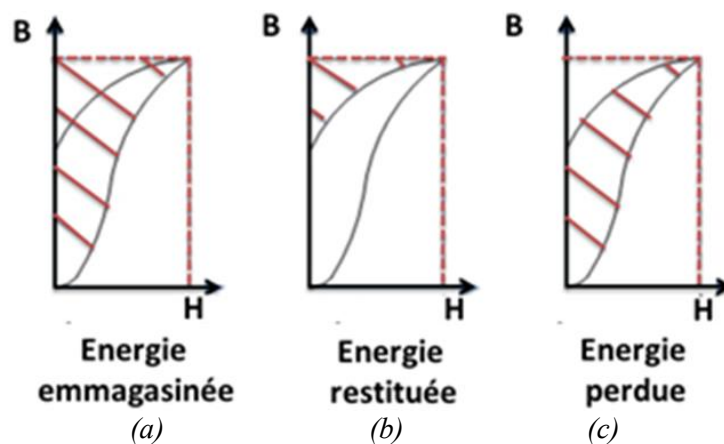 B B B
H H H
Energie Energie Energie
emmagasinée restituée perdue
(a) (b) (c)